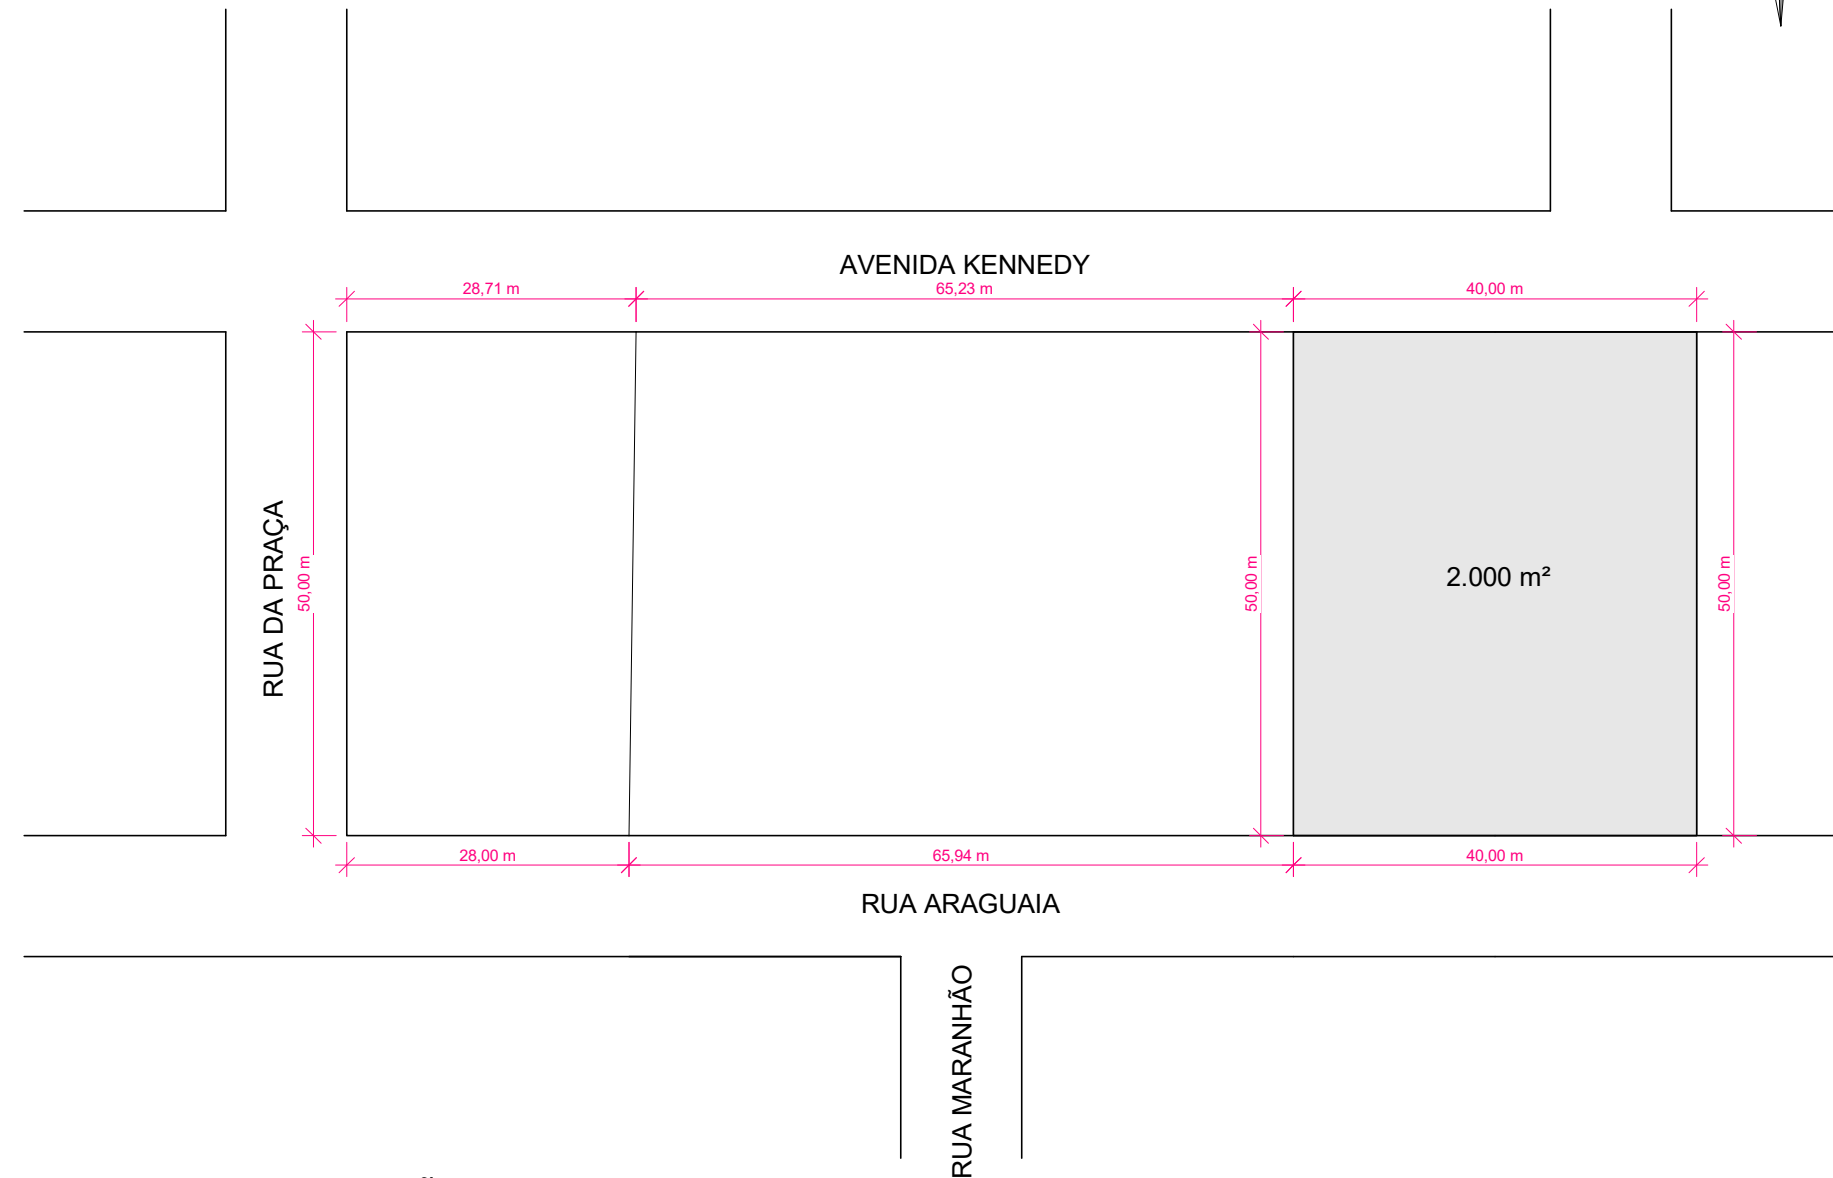 AVENIDA KENNEDY
28,71 m
65,23 m
40,00 m
RUA DA PRAÇA
50,00 m
50,00 m
2.000 m²
50,00 m
28,00 m
65,94 m
40,00 m
RUA ARAGUAIA
RUA MARANHÃO